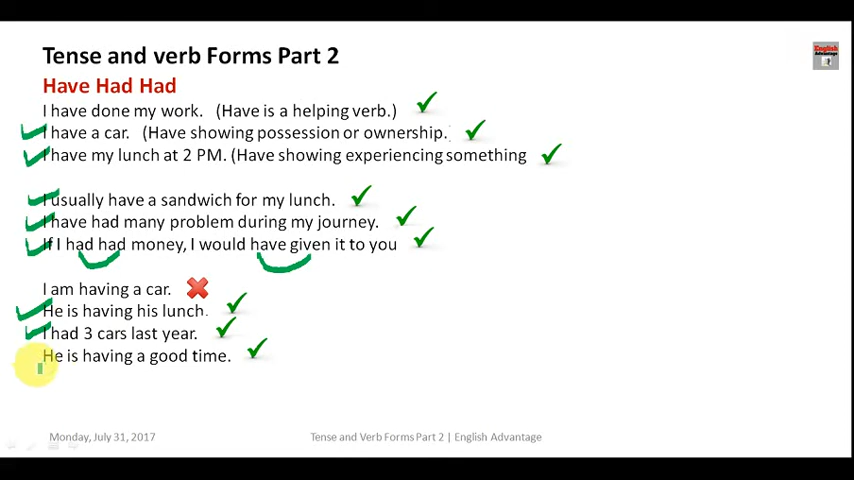 Tense and verb Forms Part 2
English
Advantage
Have Had Had
I have done my work. (Have is a helping verb.)
I have a car. (Have showing possession or ownership.
I have my lunch at 2 PM. (Have showing experiencing something
I usually have a sandwich for my lunch.
I have had many problem during my journey.
If I had had money, I would have given it to you
I am having a car.
He is having his lunch.
I had 3 cars last year.
He is having a good time.
Monday, July 31, 2017
Tense and Verb Forms Part 2 | English Advantage